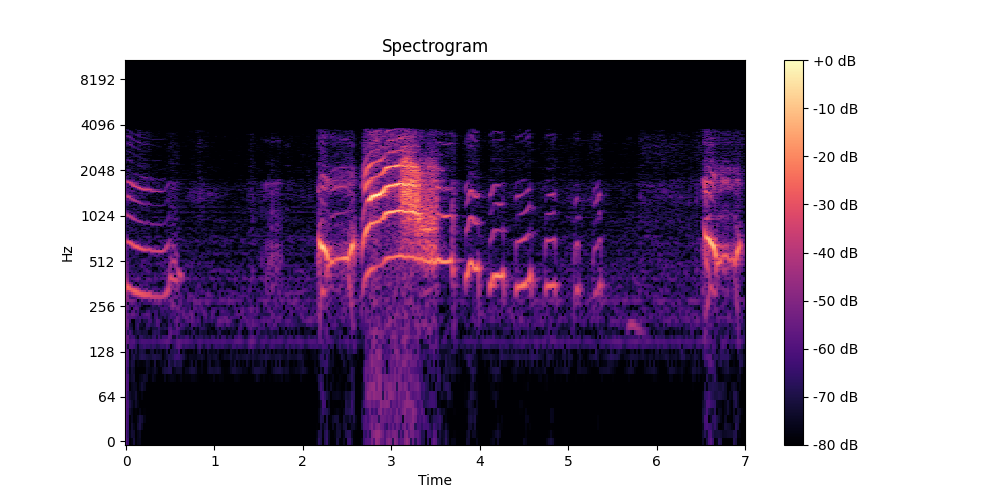 Spectrogram
8192
4096
2048
1024
512
256
128
64
0
Hz
0 1 2 3 4 5 6 7
Time
+0 dB
-10 dB
-20 dB
-30 dB
-40 dB
-50 dB
-60 dB
-70 dB
-80 dB